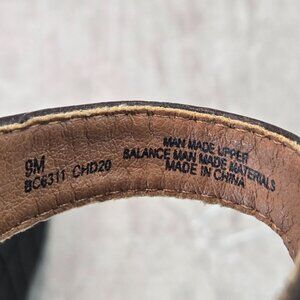 9M
BC6311 CHD20
MAN MADE UPPER
BALANCE MAN MADE MATERIALS
MADE IN CHINA